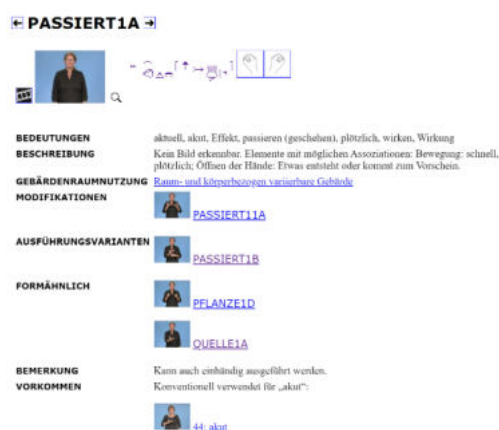 PASSIERT1A
BEDEUTUNGEN aktuell, akut, Effekt, passieren (geschehen), plötzlich, wirken, Wirkung
BESCHREIBUNG Kein Bild erkennbar. Elemente mit möglichen Assoziationen: Bewegung: schnell,
plötzlich; Öffnen der Hände: Etwas entsteht oder kommt zum Vorschein.
GEBÄRDENRAUMNUTZUNG Raum- und körperbezogen variierbare Gebärde
MODIFIKATIONEN
PASSIERT11A
AUSFÜHRUNGSVARIANTEN
PASSIERT1B
FORMÄHNLICH
PFLANZE1D
QUELLE1A
BEMERKUNG Kann auch einhändig ausgeführt werden.
VORKOMMEN Konventionell verwendet für „akut":
44: akut